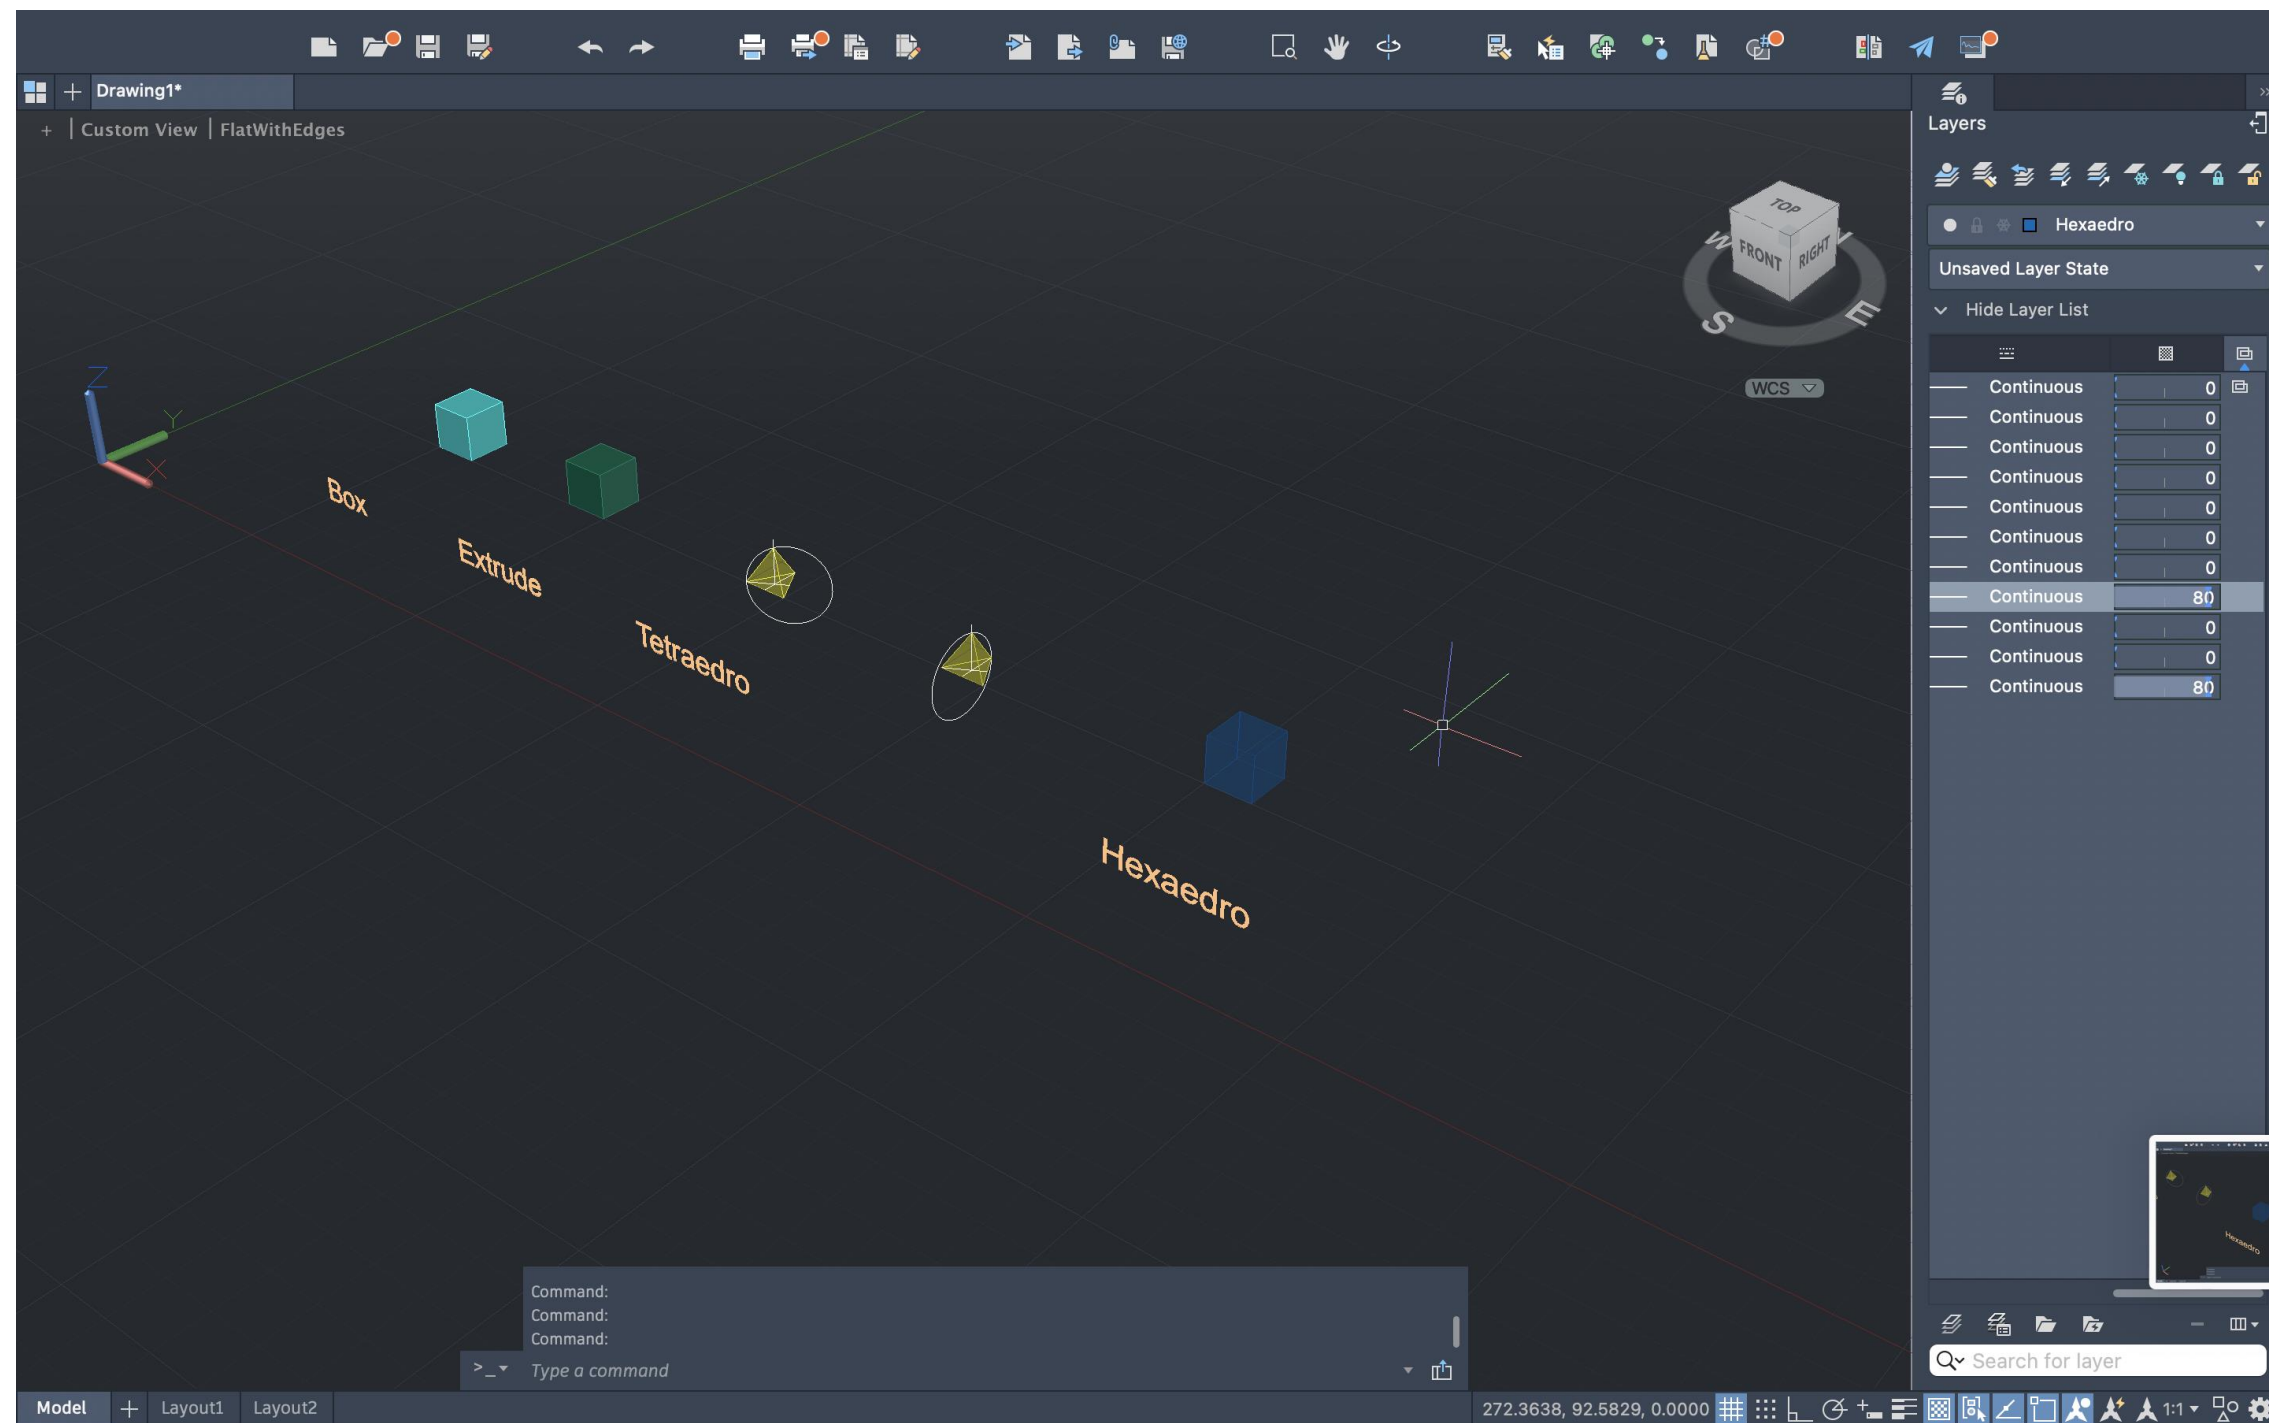 Drawing1*
+ | Custom View | FlatWithEdges
Layers
Hexaedro
Unsaved Layer State
Hide Layer List
TOP
FRONT
RIGHT
W
S
E
WCS
Z
Y
X
Box
Extrude
Tetraedro
Hexaedro
Continuous 0
Continuous 0
Continuous 0
Continuous 0
Continuous 0
Continuous 0
Continuous 0
Continuous 80
Continuous 0
Continuous 0
Continuous 80
Hexaedro
Command:
Command:
Command:
>_ Type a command
Search for layer
Model + Layout1 Layout2
272.3638, 92.5829, 0.0000
1:1